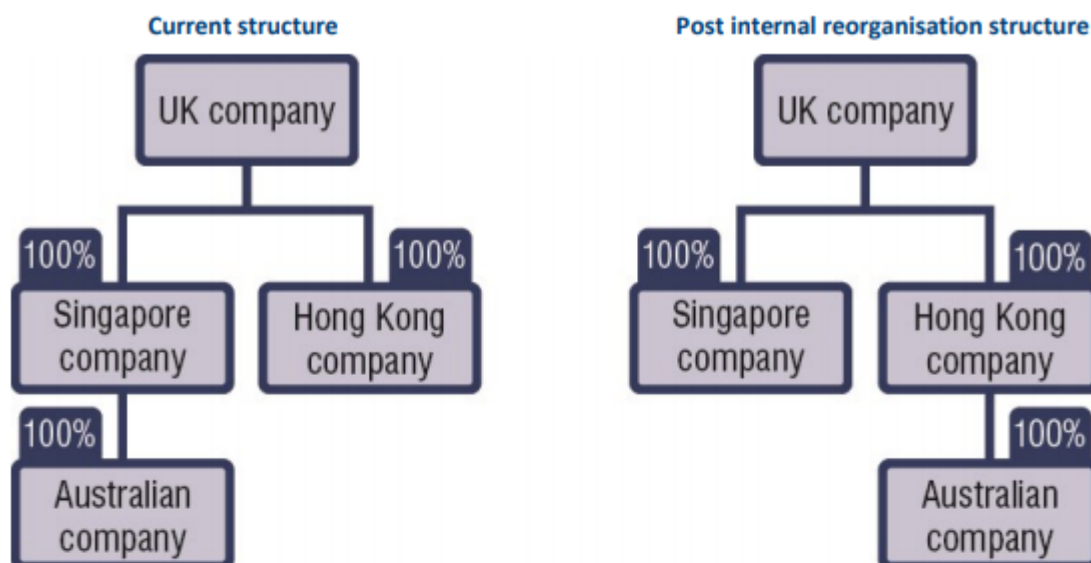 Current structure
UK company
100%
100%
Singapore
company
Hong Kong
company
100%
Australian
company
Post internal reorganisation structure
UK company
100%
100%
Singapore
company
Hong Kong
company
100%
Australian
company